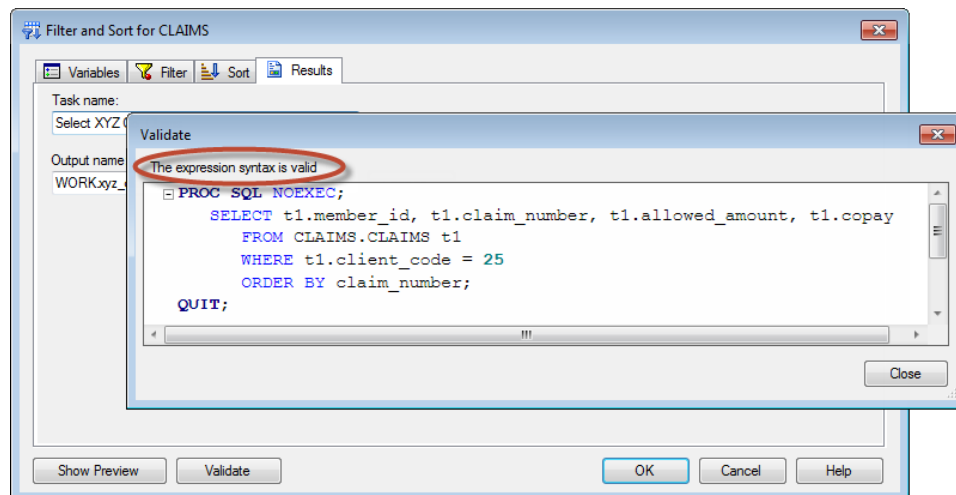 Filter and Sort for CLAIMS
Variables Filter Sort Results
Task name:
Select XYZ
Output name
WORK.xyz_
Validate
The expression syntax is valid
PROC SQL NOEXEC;
SELECT t1.member_id, t1.claim_number, t1.allowed_amount, t1.copay
FROM CLAIMS.CLAIMS t1
WHERE t1.client_code = 25
ORDER BY claim_number;
QUIT;
Close
Show Preview Validate OK Cancel Help